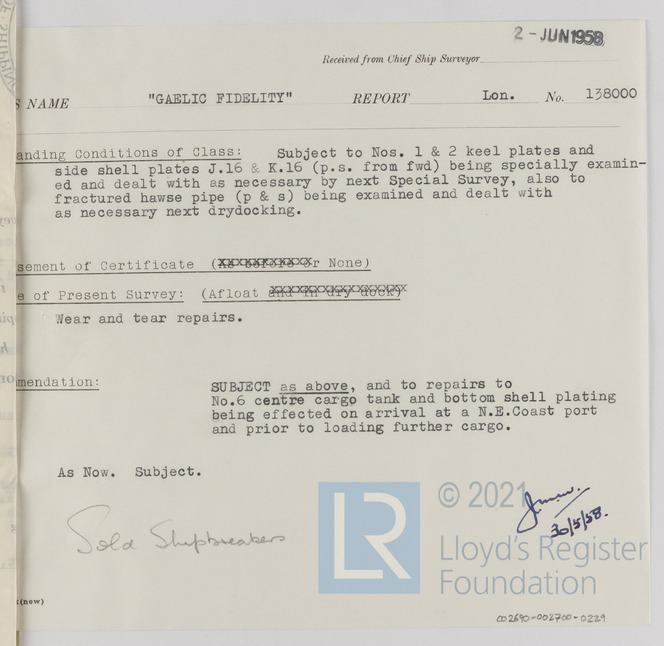 2 - JUN 1958
Received from Chief Ship Surveyor
S NAME "GAELIC FIDELITY" REPORT Lon. No. 138000
anding Conditions of Class: Subject to Nos. 1 & 2 keel plates and
side shell plates J.16 & K.16 (p.s. from fwd) being specially examin-
ed and dealt with as necessary by next Special Survey, also to
fractured hawse pipe (p & s) being examined and dealt with
as necessary next drydocking.
sement of Certificate (As before or None)
e of Present Survey: (Afloat and in dry dock)
Wear and tear repairs.
mendation: SUBJECT as above, and to repairs to
No.6 centre cargo tank and bottom shell plating
being effected on arrival at a N.E.Coast port
and prior to loading further cargo.
As Now. Subject.
Sold Shipbreakers
30/5/58.
LR © 2021
Lloyd's Register
Foundation
(new)
002690-002700-0229